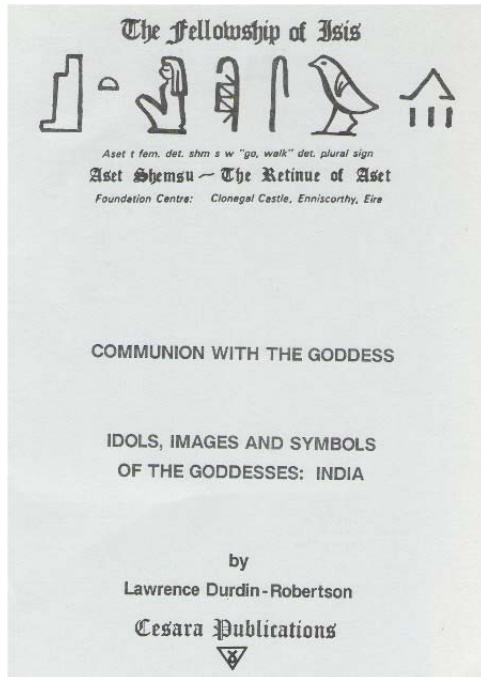 The Fellowship of Isis
Aset t fem. det. shm s w "go, walk" det. plural sign
Aset Shemsu ~ The Retinue of Aset
Foundation Centre: Clonegal Castle, Enniscorthy, Eire
COMMUNION WITH THE GODDESS
IDOLS, IMAGES AND SYMBOLS
OF THE GODDESSES: INDIA
by
Lawrence Durdin-Robertson
Cesara Publications